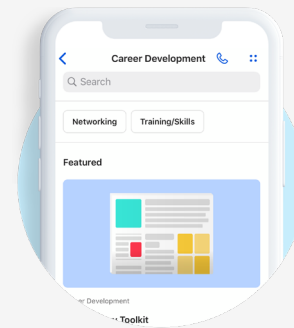 Career Development
Search
Networking Training/Skills
Featured
Development
Toolkit